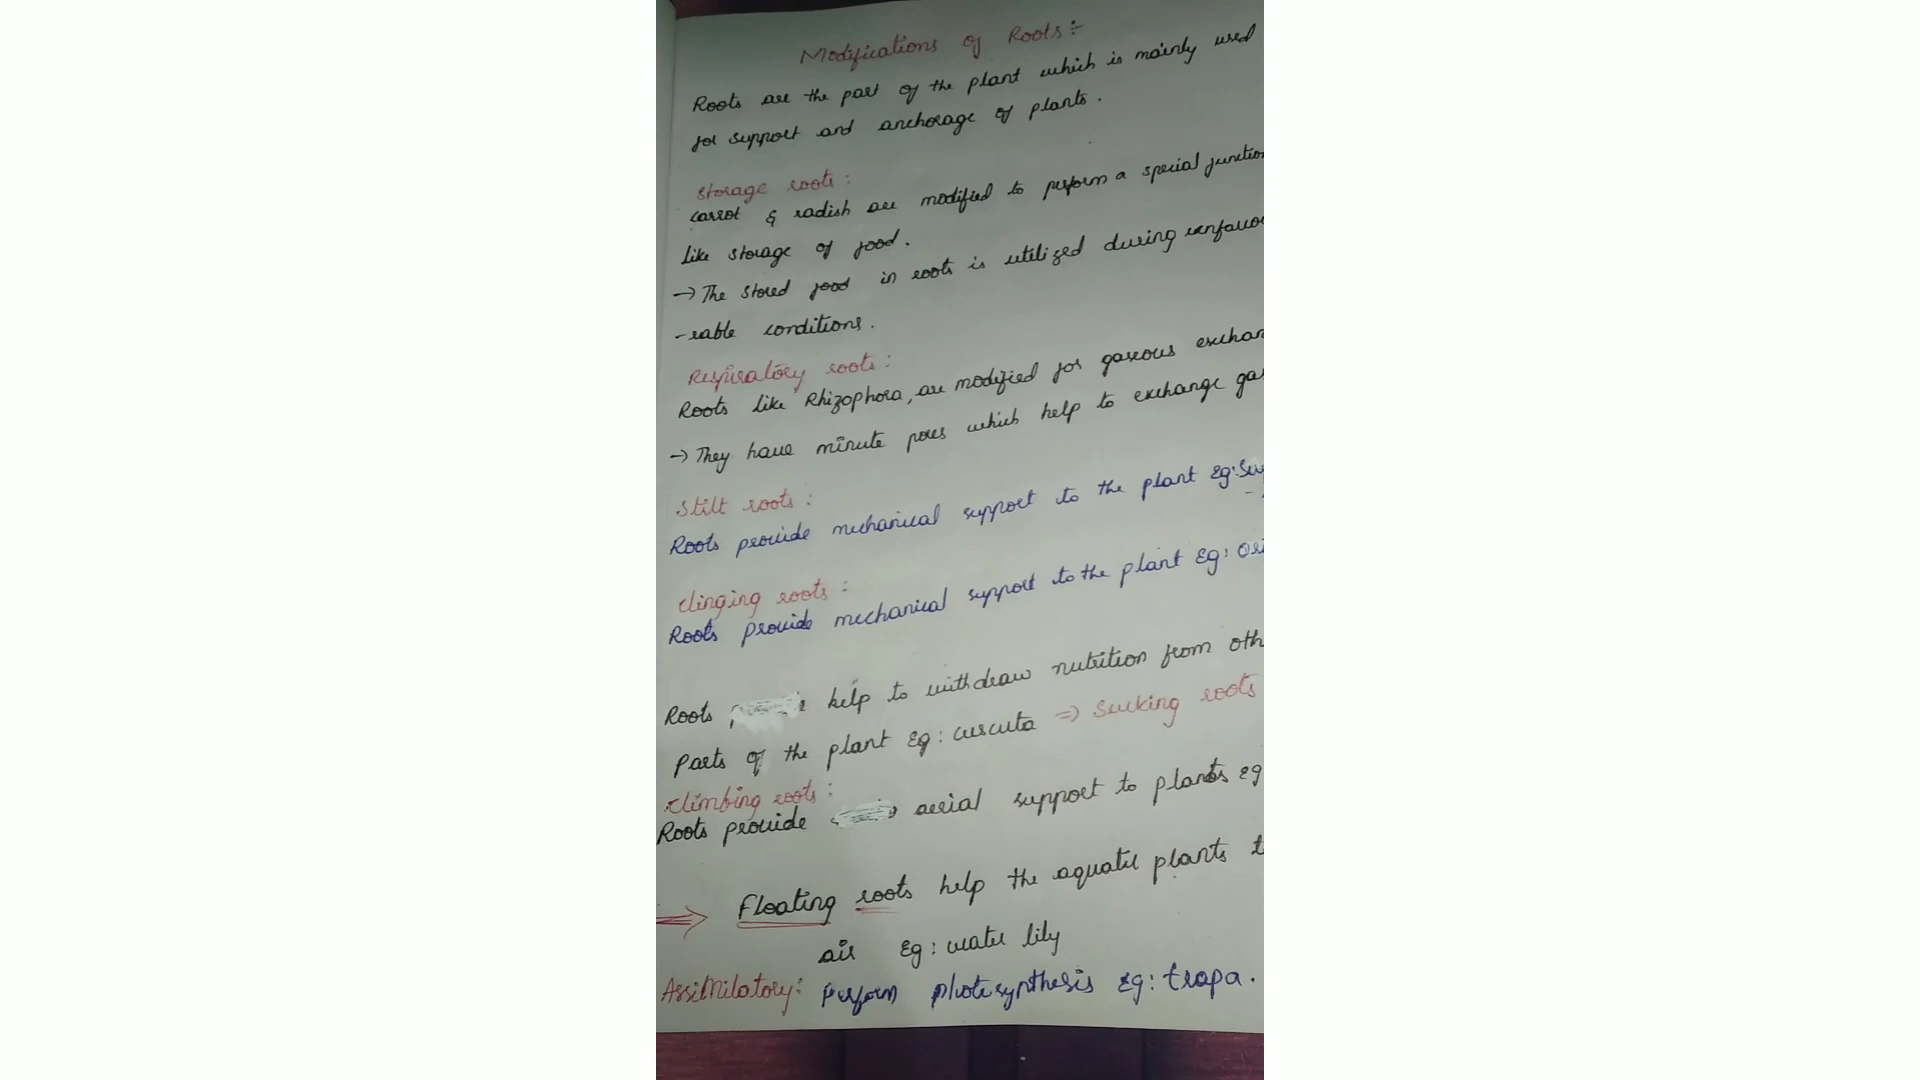 Modifications of Roots:-
Roots are the part of the plant which is mainly used
for support and anchorage of plants.
Storage roots:
carrot & radish are modified to perform a special function
like storage of food.
→ The stored food in roots is utilized during
-rable conditions.
Respiratory roots:
Roots like Rhizophora, are modified for gaseous exchan
→ They have minute pores which help to exchange gas
Stilt roots:
Roots provide mechanical support to the plant Eg:
clinging roots:
Roots provide mechanical support to the plant Eg:
Roots help to withdraw nutrition from oth
Parts of the plant Eg: cuscuta ⇒ Sucking roots
climbing roots:
Roots provide aerial support to plants Eg
⇒ Floating roots help the aquatic plants t
air Eg: water lily
Assimilatory: Perform photosynthesis Eg: trapa.